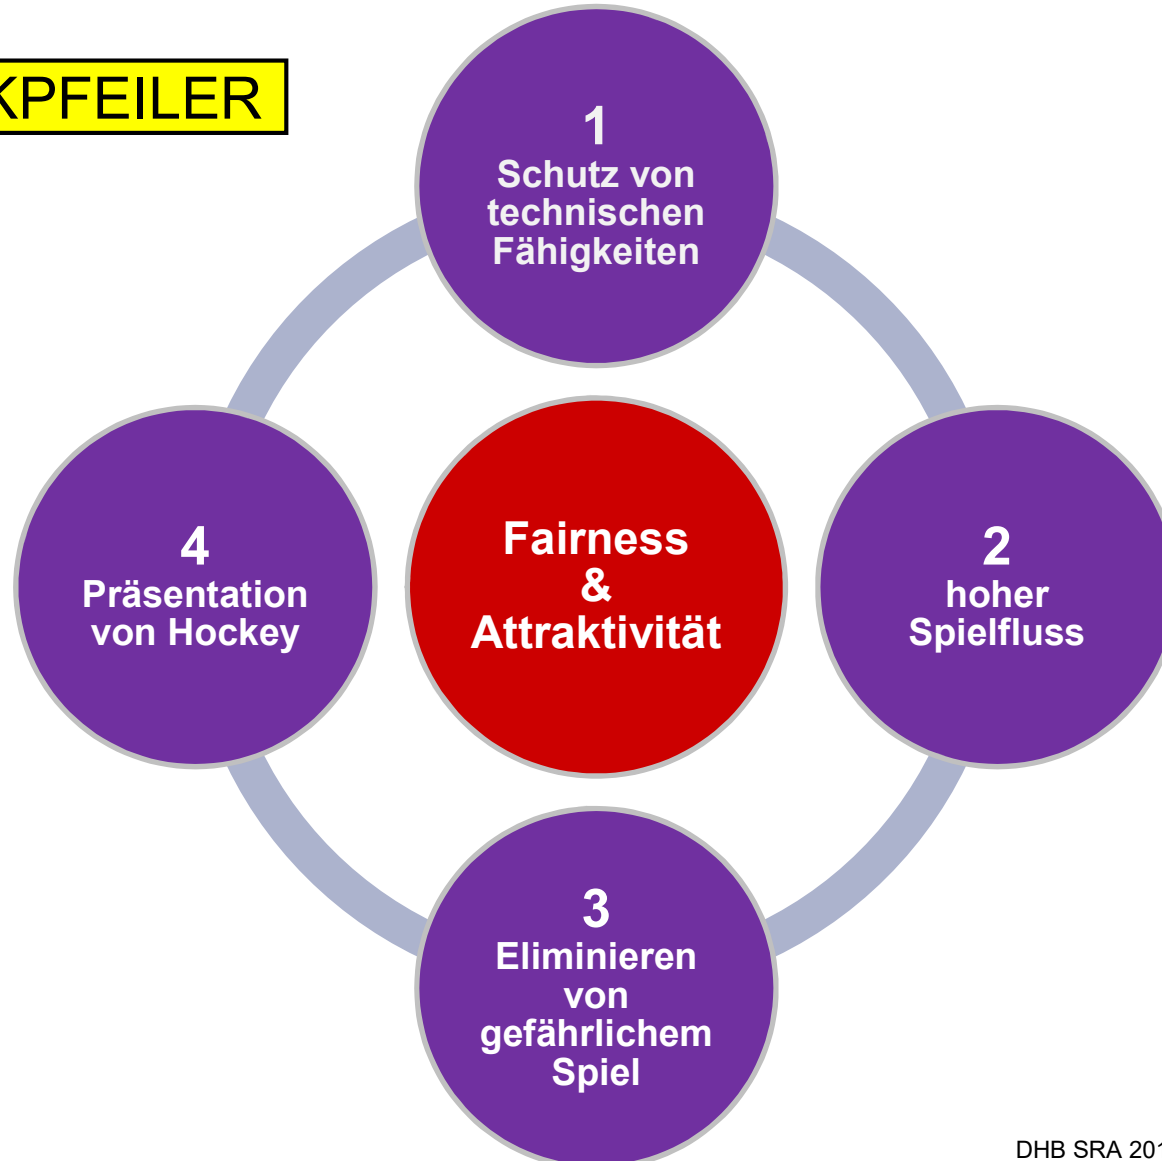 KPFEILER
1
Schutz von
technischen
Fähigkeiten
2
hoher
Spielfluss
3
Eliminieren
von
gefährlichem
Spiel
4
Präsentation
von Hockey
Fairness
&
Attraktivität
DHB SRA 201